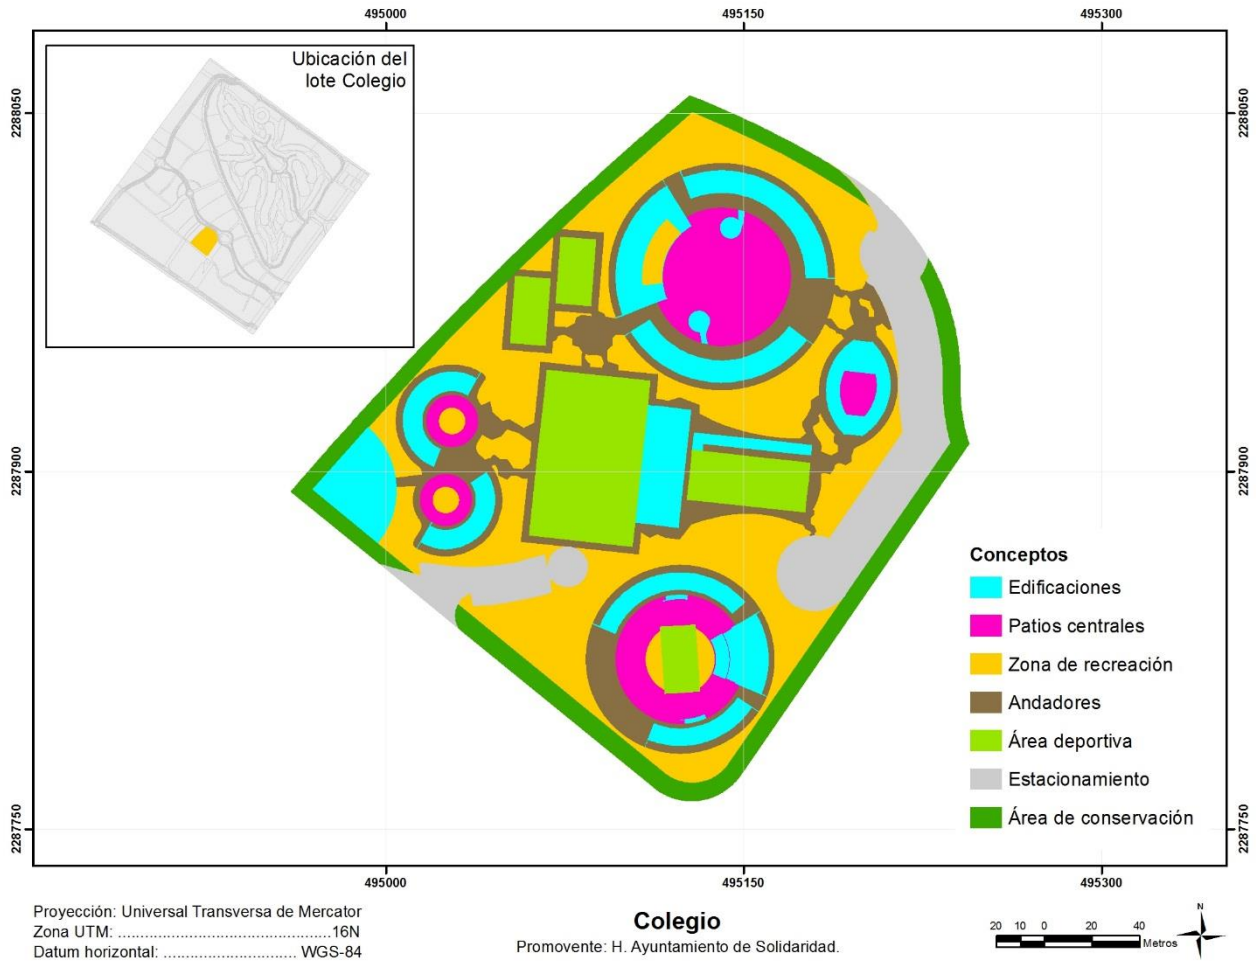 495000 495150 495300
Ubicación del
lote Colegio
2288050 2288050
2287900 2287900
Conceptos
Edificaciones
Patios centrales
Zona de recreación
Andadores
Área deportiva
Estacionamiento
Área de conservación
2287750 2287750
495000 495150 495300
Proyección: Universal Transversa de Mercator
Zona UTM: ............................................16N
Datum horizontal: ............................ WGS-84
Colegio
Promovente: H. Ayuntamiento de Solidaridad.
N
20 10 0 20 40
Metros